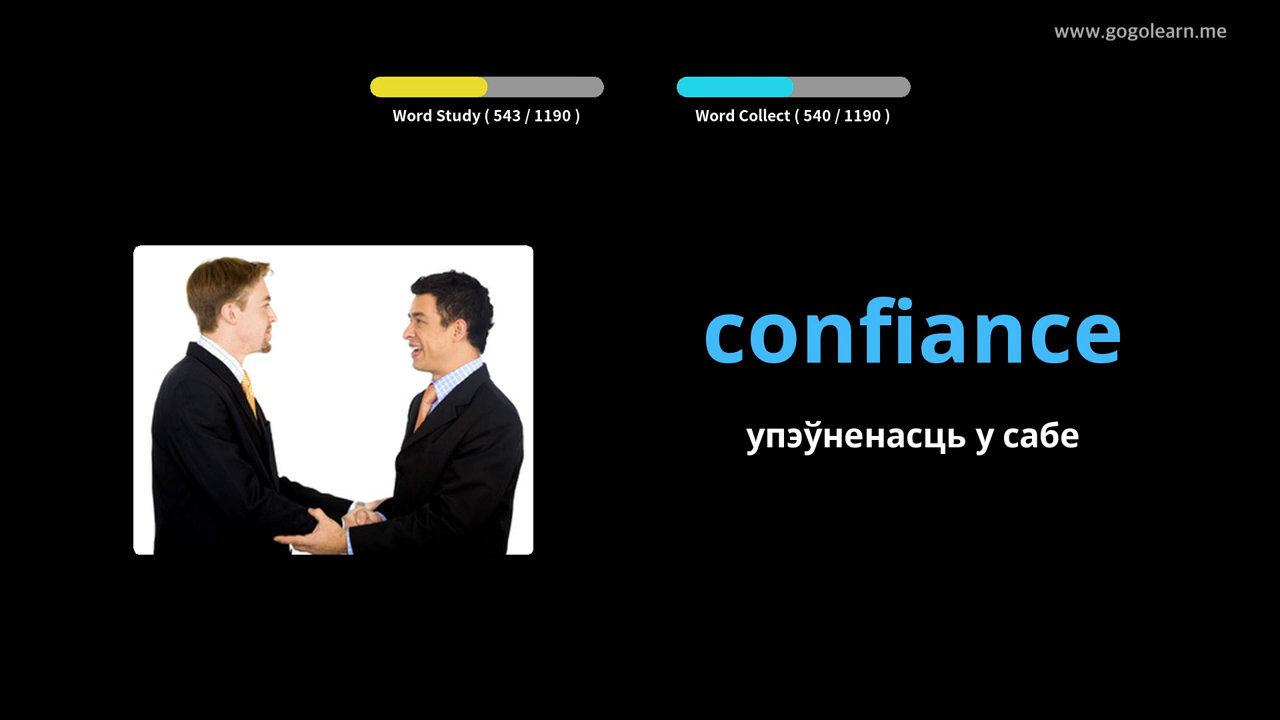 www.gogolearn.me
Word Study ( 543 / 1190 )
Word Collect ( 540 / 1190 )
confiance
упэўненасць у сабе